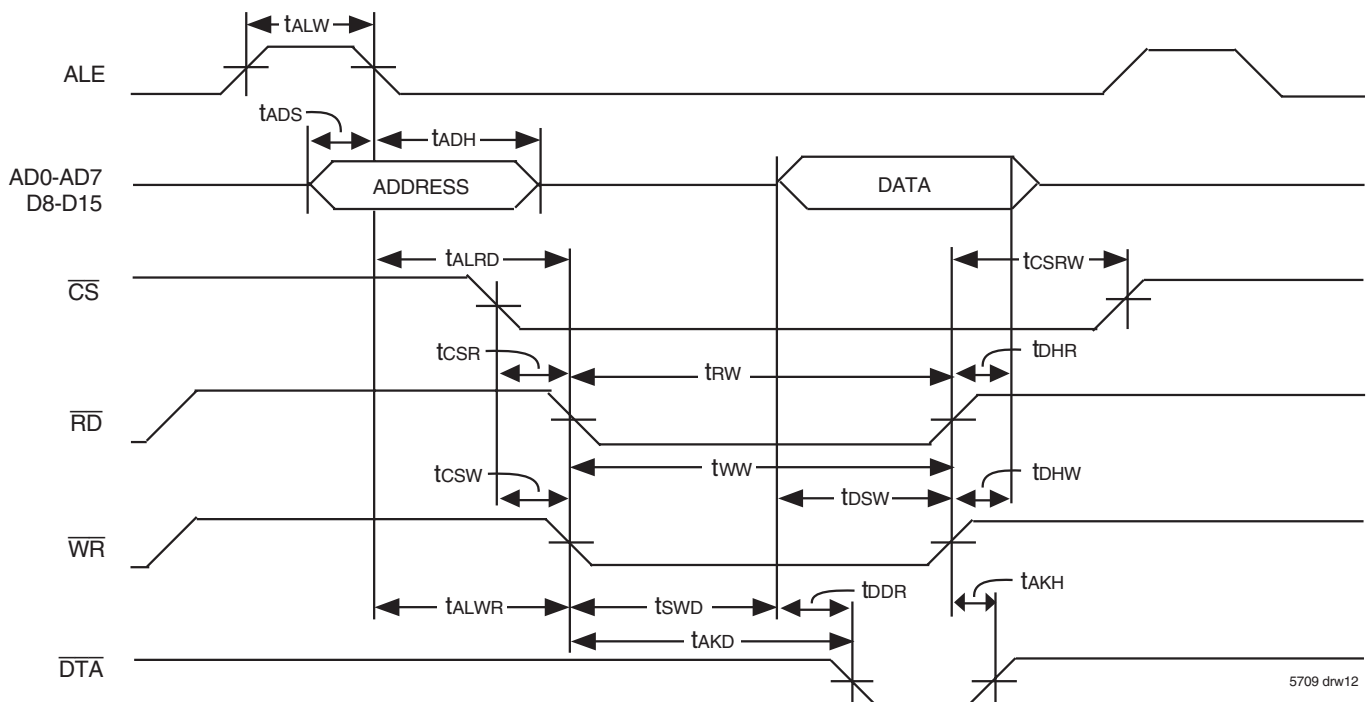 tALW
ALE
tADS
tADH
AD0-AD7
D8-D15
ADDRESS
DATA
tALRD
tCSRW
CS
tCSR
tRW
tDHR
RD
tCSW
tWW
tDHW
tDSW
WR
tALWR
tSWD
tDDR
tAKH
tAKD
DTA
5709 drw12